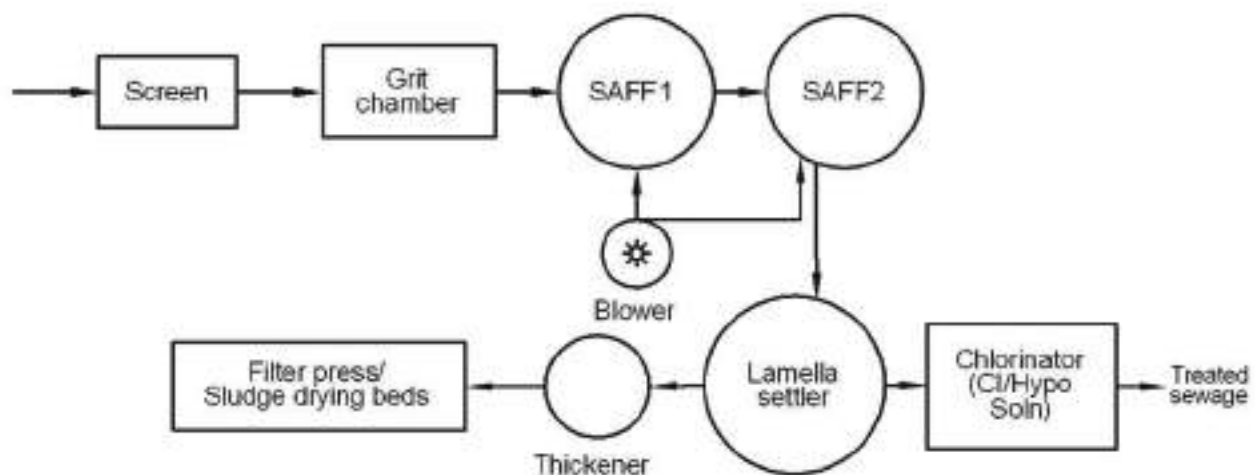 Screen
Grit
chamber
SAFF1
SAFF2
Blower
Filter press/
Sludge drying beds
Thickener
Lamella
settler
Chlorinator
(Cl/Hypo
Soln)
Treated
sewage